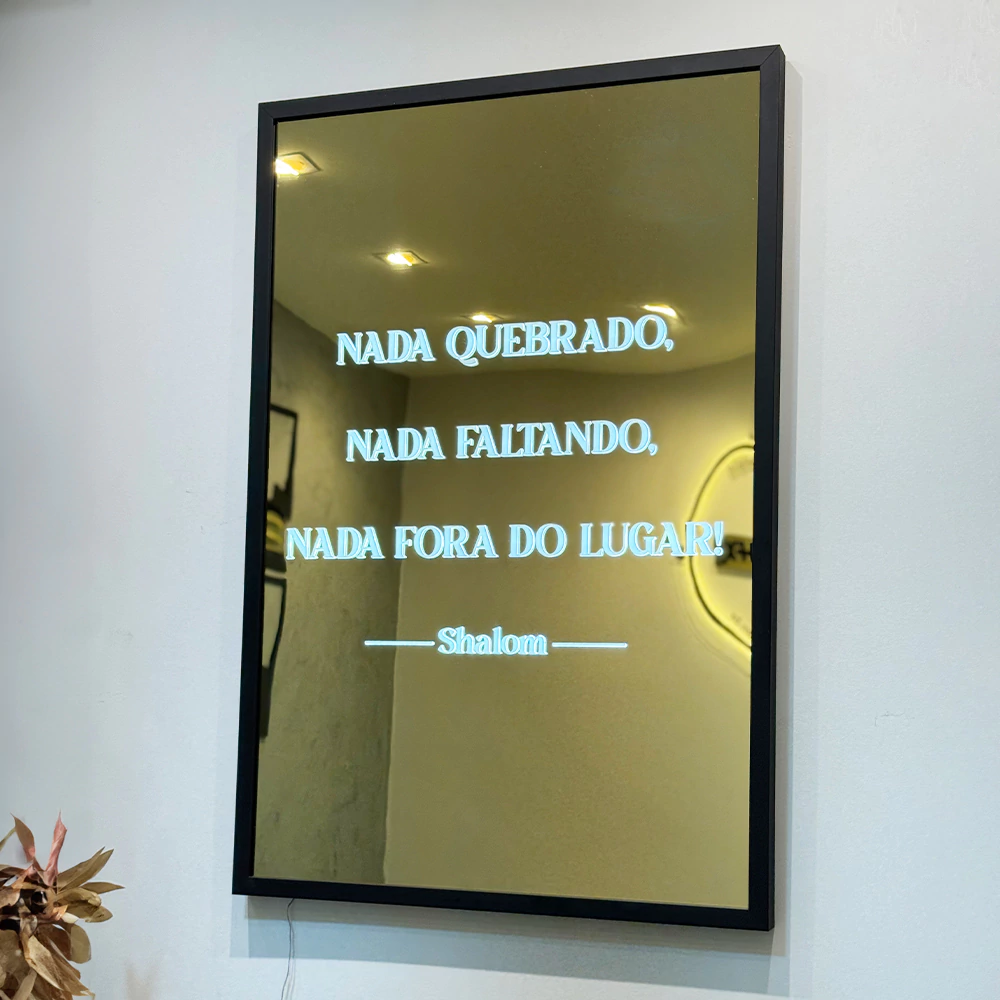 NADA QUEBRADO,
NADA FALTANDO,
NADA FORA DO LUGAR!
Shalom